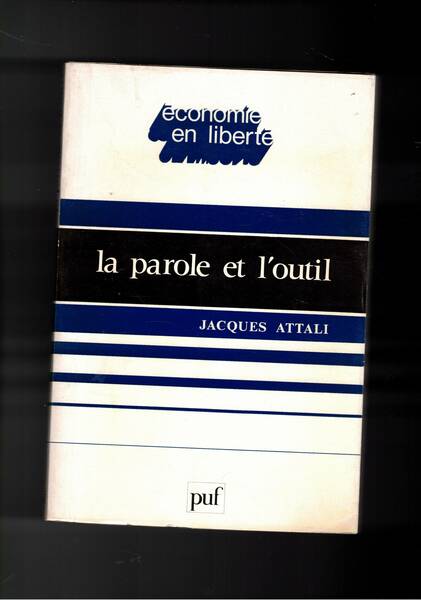 économie
en liberté
la parole et l'outil
JACQUES ATTALI
puf